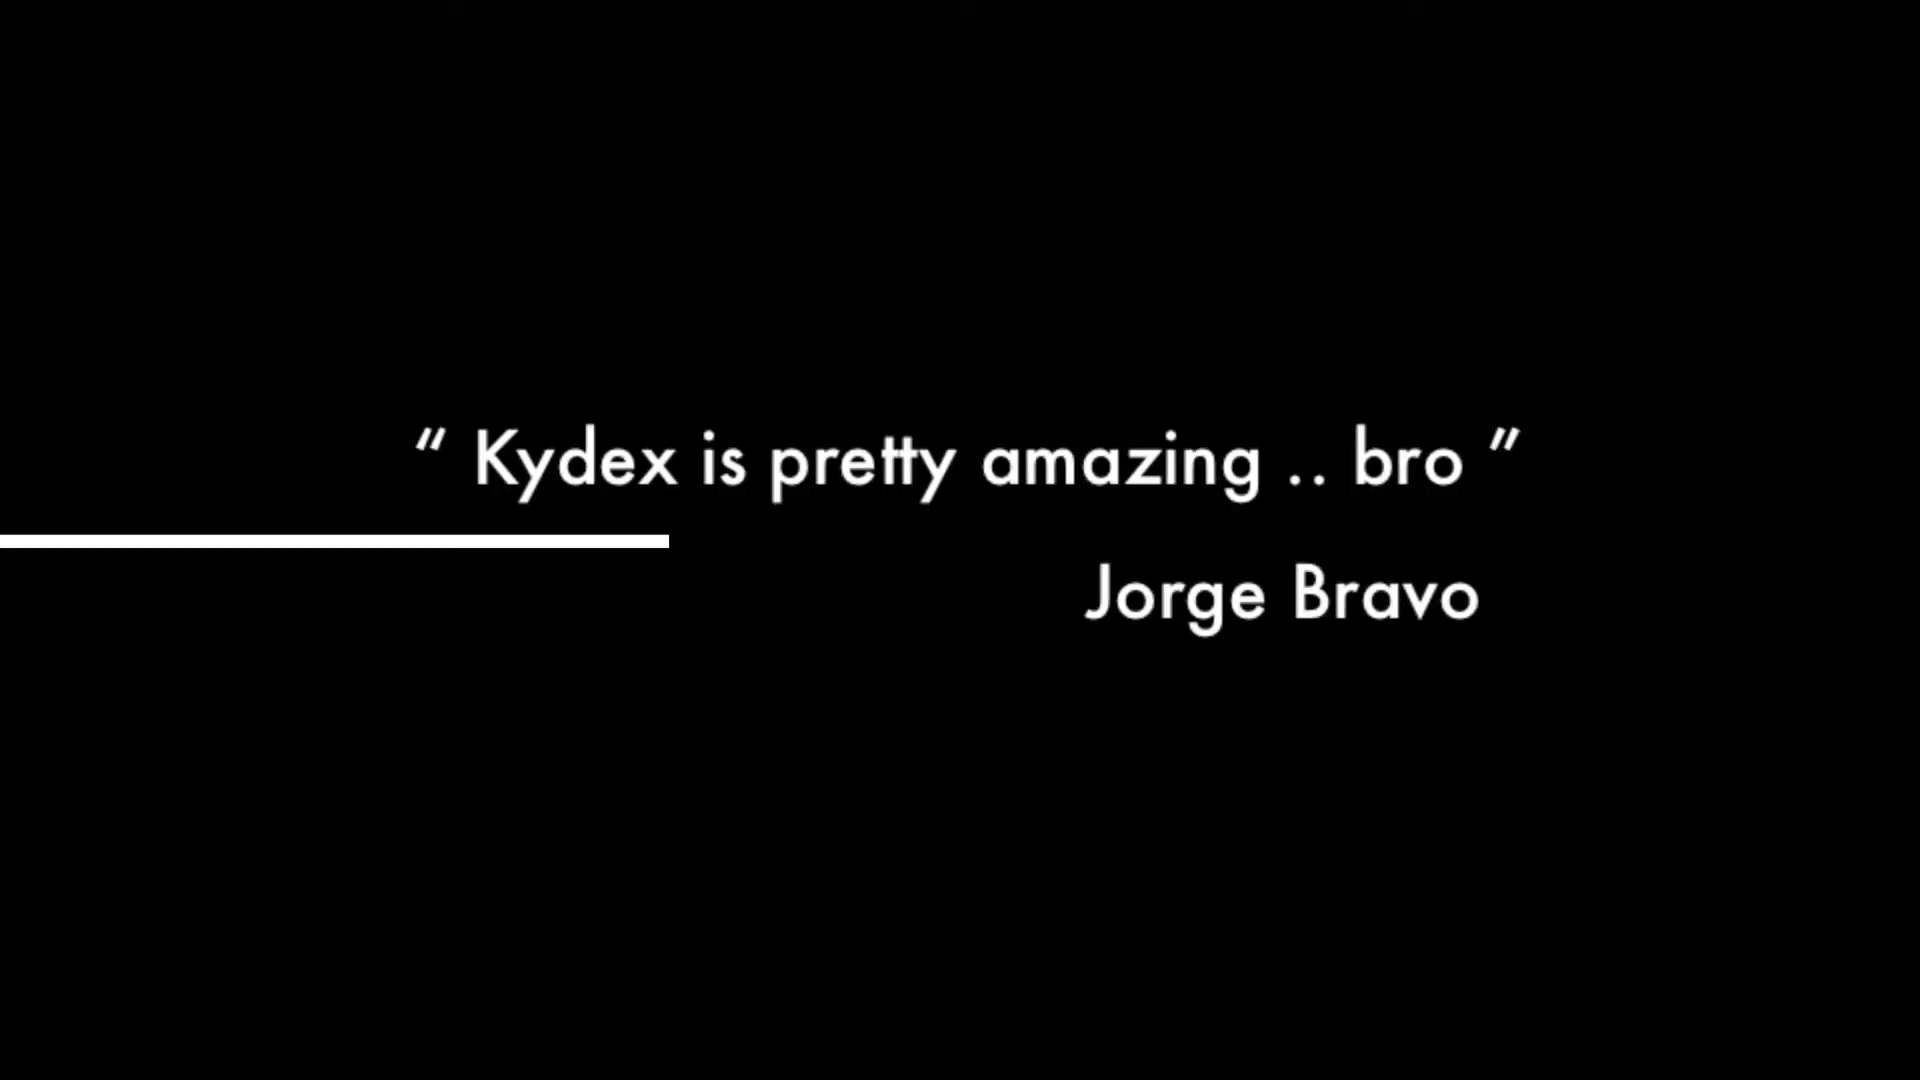 “ Kydex is pretty amazing .. bro ”
Jorge Bravo